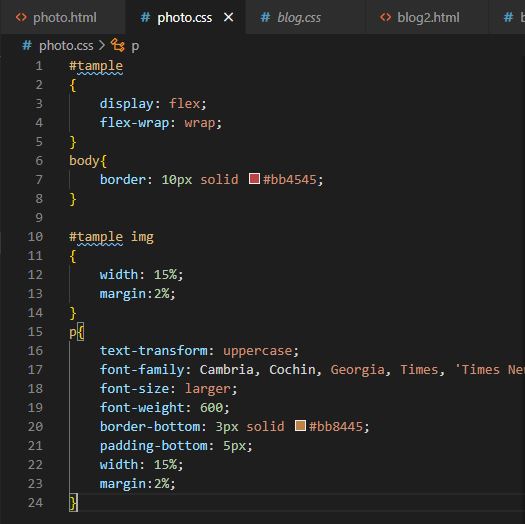 <> photo.html # photo.css × # blog.css <> blog2.html # b
# photo.css > p
1 #tample
2 {
3 display: flex;
4 flex-wrap: wrap;
5 }
6 body{
7 border: 10px solid #bb4545;
8 }
9
10 #tample img
11 {
12 width: 15%;
13 margin:2%;
14 }
15 p{
16 text-transform: uppercase;
17 font-family: Cambria, Cochin, Georgia, Times, 'Times Ne
18 font-size: larger;
19 font-weight: 600;
20 border-bottom: 3px solid #bb8445;
21 padding-bottom: 5px;
22 width: 15%;
23 margin:2%;
24 }